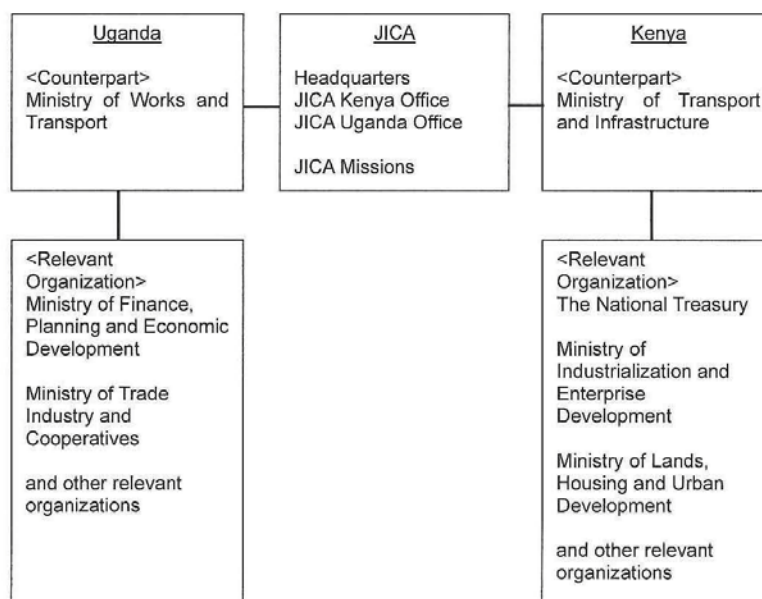 Uganda
<Counterpart>
Ministry of Works and
Transport
JICA
Headquarters
JICA Kenya Office
JICA Uganda Office
JICA Missions
Kenya
<Counterpart>
Ministry of Transport
and Infrastructure
<Relevant
Organization>
Ministry of Finance,
Planning and Economic
Development
Ministry of Trade
Industry and
Cooperatives
and other relevant
organizations
<Relevant
Organization>
The National Treasury
Ministry of
Industrialization and
Enterprise
Development
Ministry of Lands,
Housing and Urban
Development
and other relevant
organizations